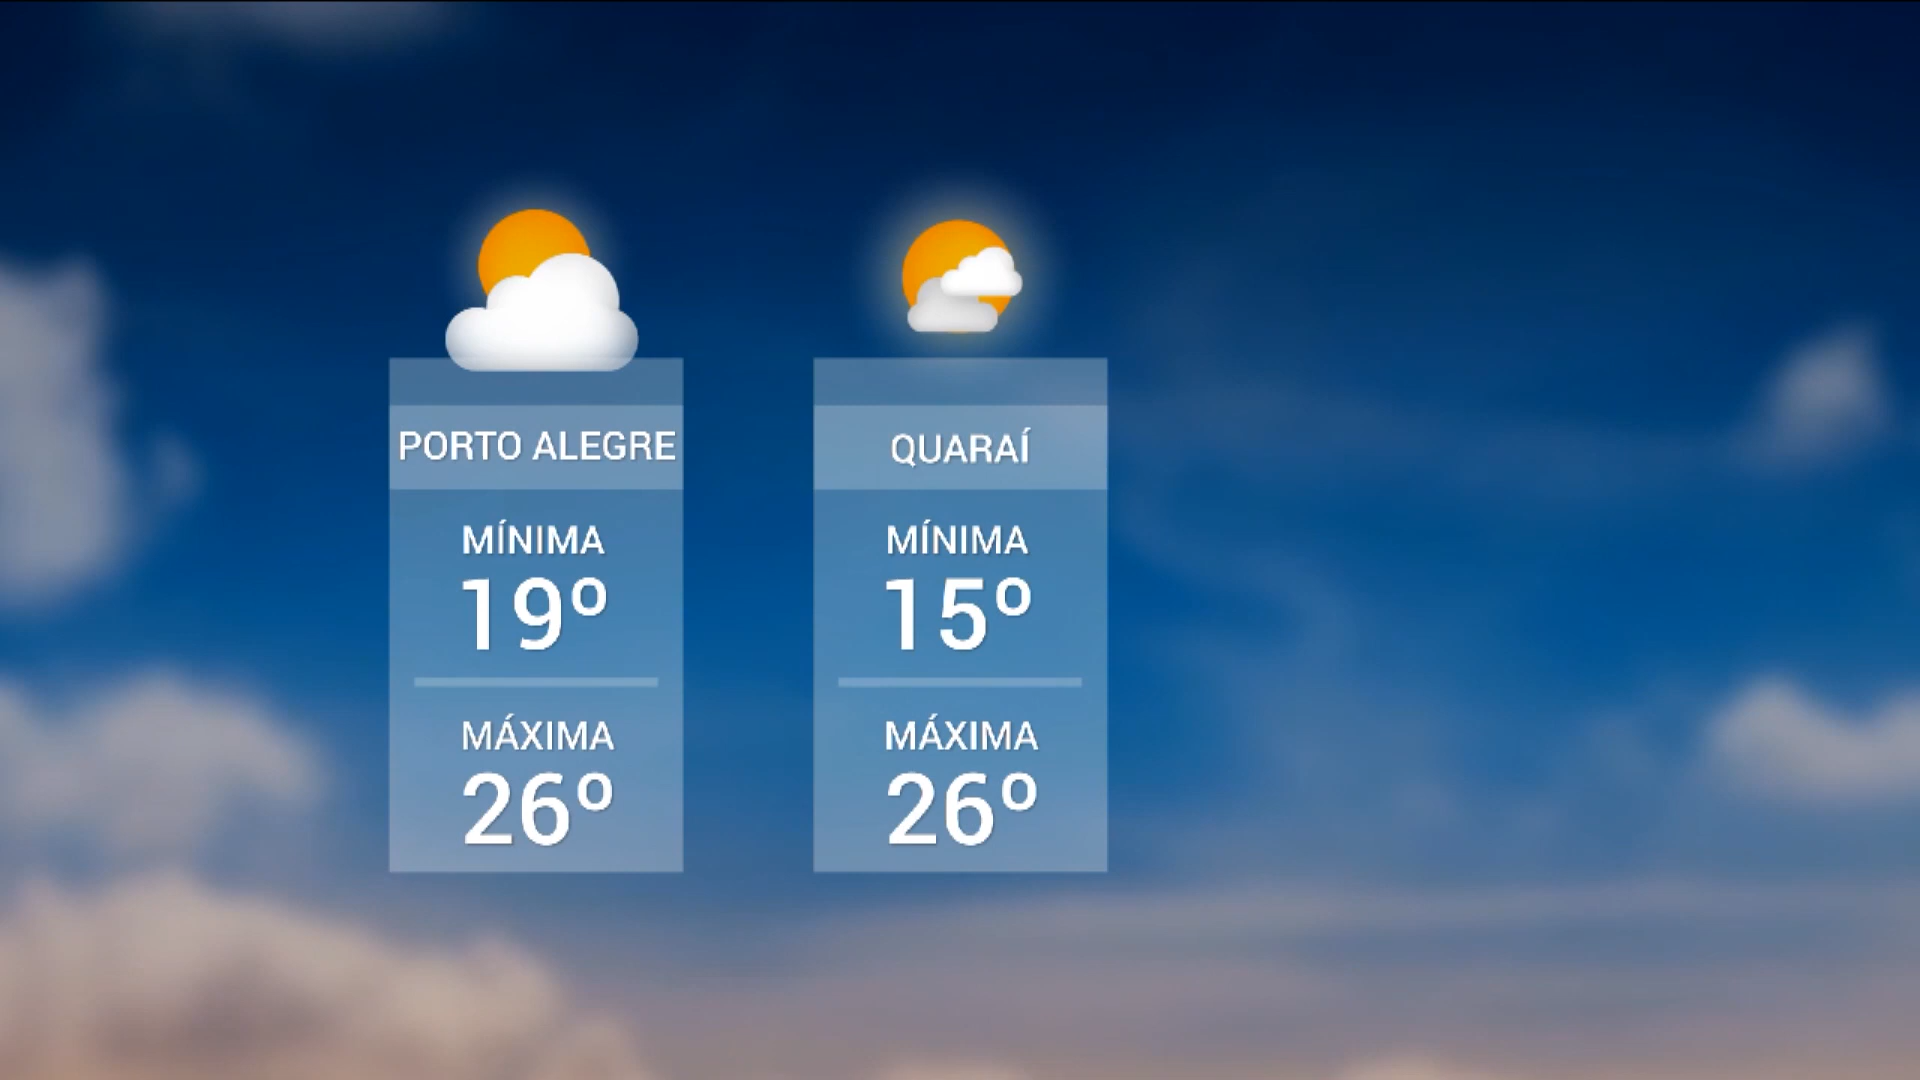 PORTO ALEGRE
MÍNIMA
19º
MÁXIMA
26º
QUARAÍ
MÍNIMA
15º
MÁXIMA
26º